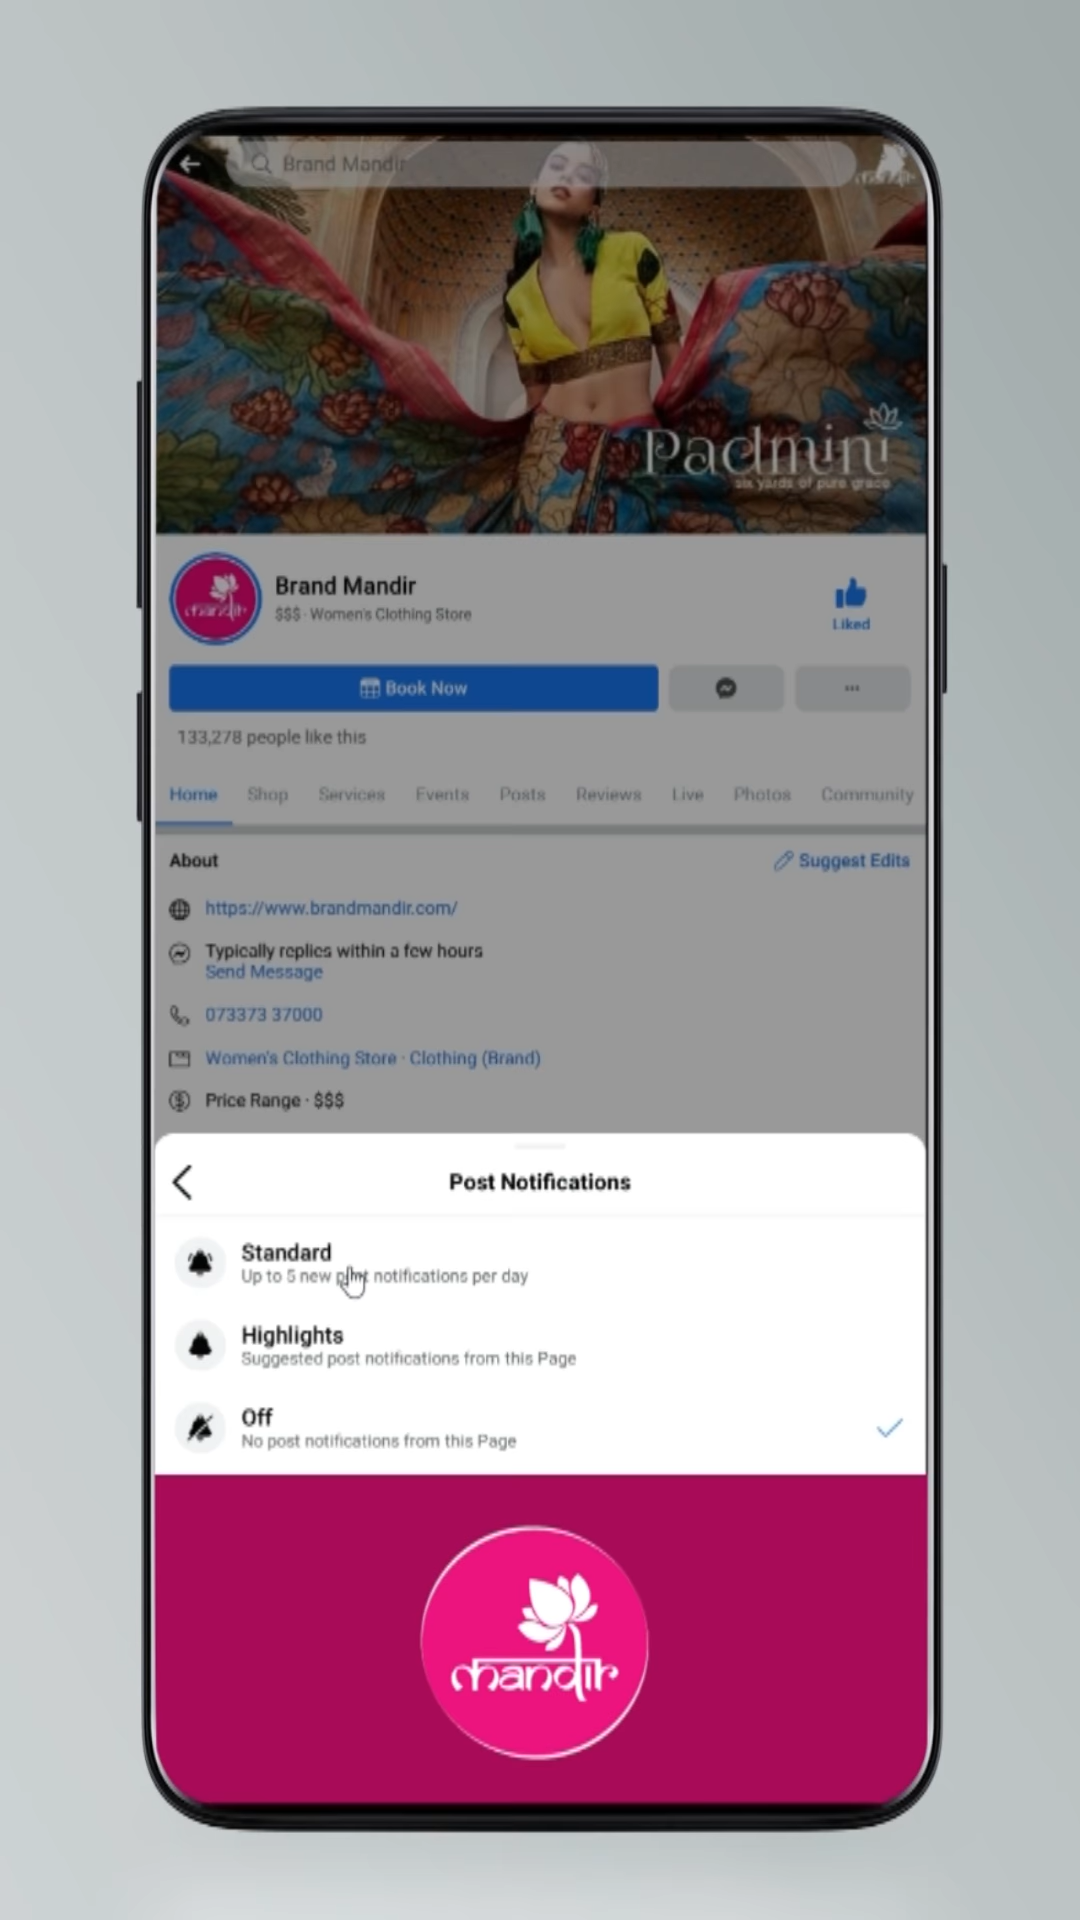 Brand Mandir
Padmini
six yards of pure grace
mandir
Brand Mandir
$$$ · Women's Clothing Store
Liked
Book Now
133,278 people like this
Home Shop Services Events Posts Reviews Live Photos Community
About
Suggest Edits
https://www.brandmandir.com/
Typically replies within a few hours
Send Message
073373 37000
Women's Clothing Store · Clothing (Brand)
Price Range · $$$
Post Notifications
Standard
Up to 5 new post notifications per day
Highlights
Suggested post notifications from this Page
Off
No post notifications from this Page
mandir